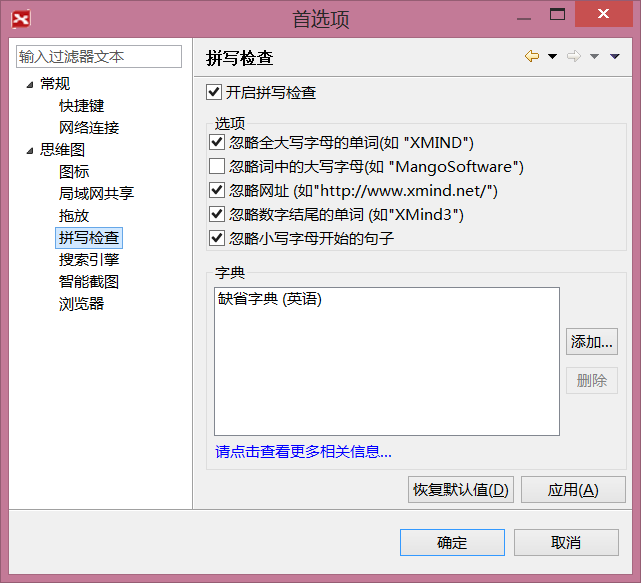 首选项
输入过滤器文本
常规
快捷键
网络连接
思维图
图标
局域网共享
拖放
拼写检查
搜索引擎
智能截图
浏览器
拼写检查
开启拼写检查
选项
忽略全大写字母的单词(如 "XMIND")
忽略词中的大写字母(如 "MangoSoftware")
忽略网址 (如"http://www.xmind.net/")
忽略数字结尾的单词 (如"XMind3")
忽略小写字母开始的句子
字典
缺省字典 (英语)
添加...
删除
请点击查看更多相关信息...
恢复默认值(D)
应用(A)
确定
取消